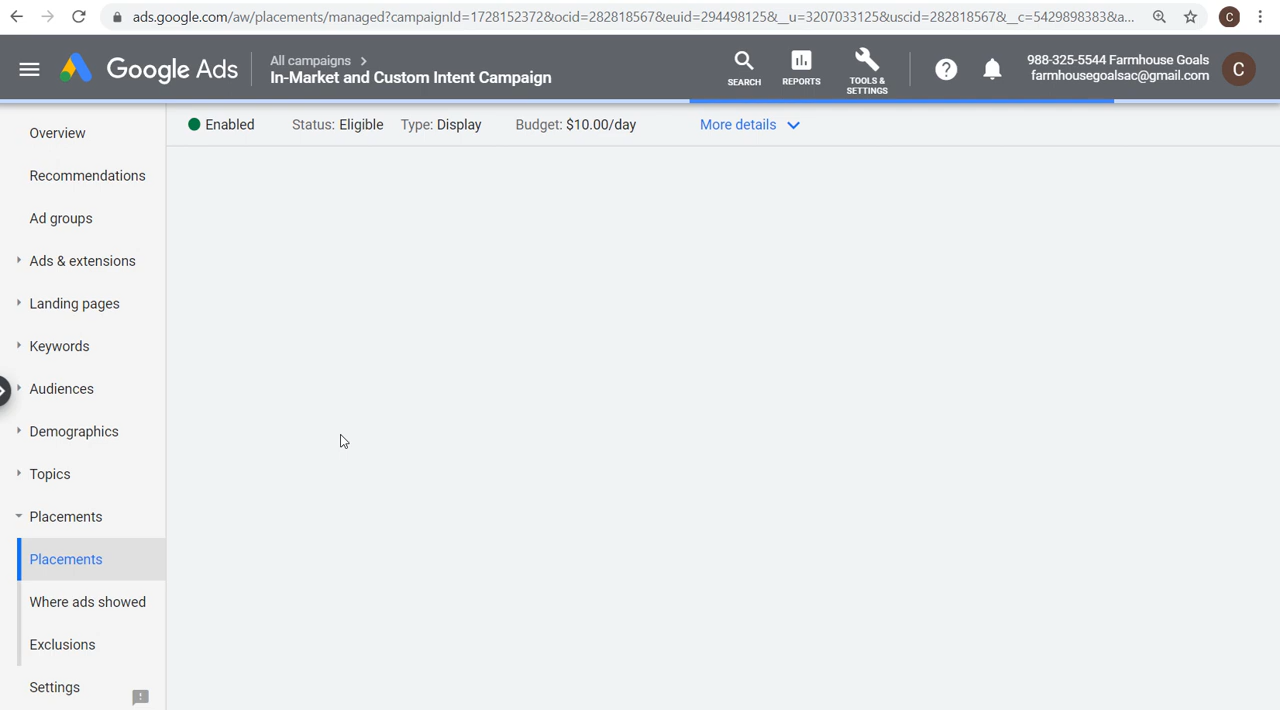 ads.google.com/aw/placements/managed?campaignId=1728152372&ocid=282818567&euid=294498125&__u=3207033125&uscid=282818567&__c=5429898383&a...
C
Google Ads
All campaigns
In-Market and Custom Intent Campaign
SEARCH
REPORTS
TOOLS &
SETTINGS
988-325-5544 Farmhouse Goals
farmhousegoalsac@gmail.com
C
Enabled
Status: Eligible
Type: Display
Budget: $10.00/day
More details
Overview
Recommendations
Ad groups
Ads & extensions
Landing pages
Keywords
Audiences
Demographics
Topics
Placements
Placements
Where ads showed
Exclusions
Settings